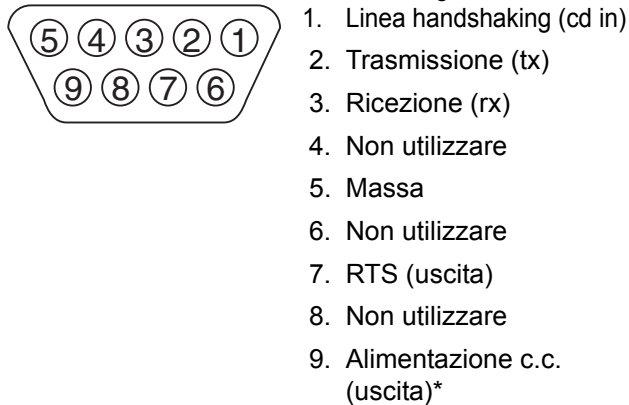 5 4 3 2 1
9 8 7 6
1. Linea handshaking (cd in)
2. Trasmissione (tx)
3. Ricezione (rx)
4. Non utilizzare
5. Massa
6. Non utilizzare
7. RTS (uscita)
8. Non utilizzare
9. Alimentazione c.c.
(uscita)*